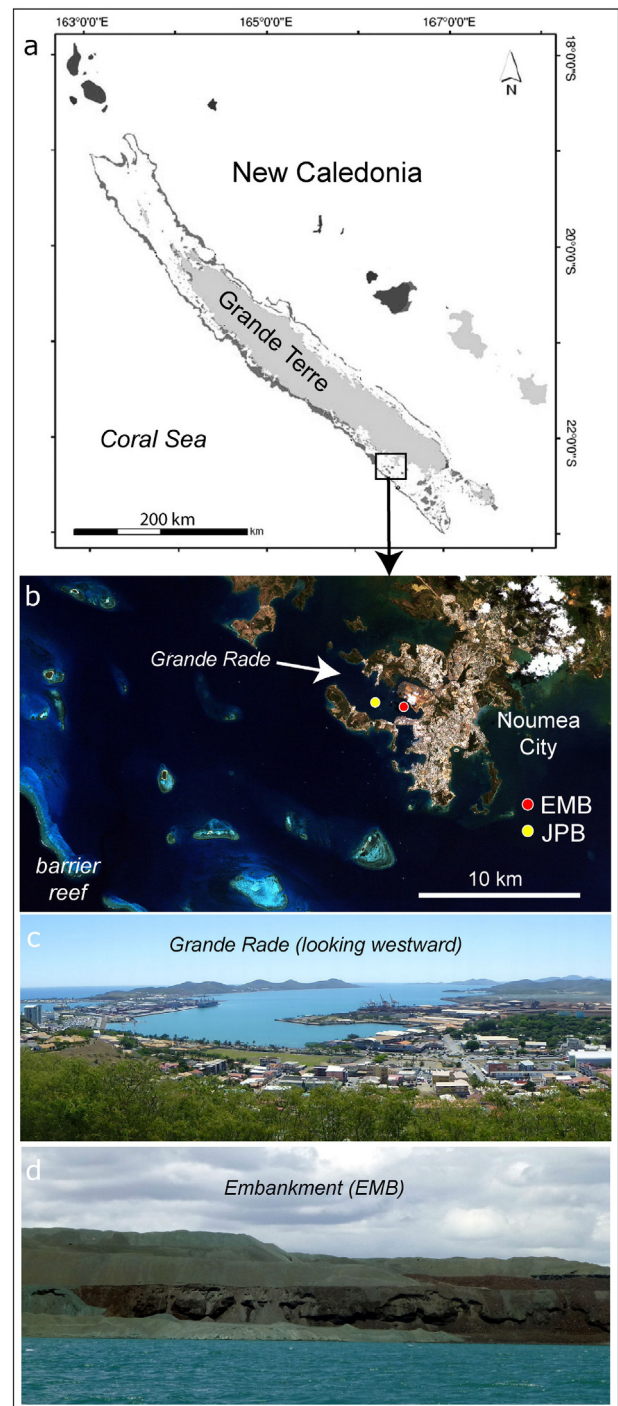 163°0'0"E 165°0'0"E 167°0'0"E
a
18°0'0"S
N
New Caledonia
20°0'0"S
Grande Terre
22°0'0"S
Coral Sea
200 km
km
b
Grande Rade
Noumea
City
EMB
JPB
barrier
reef
10 km
c
Grande Rade (looking westward)
d
Embankment (EMB)